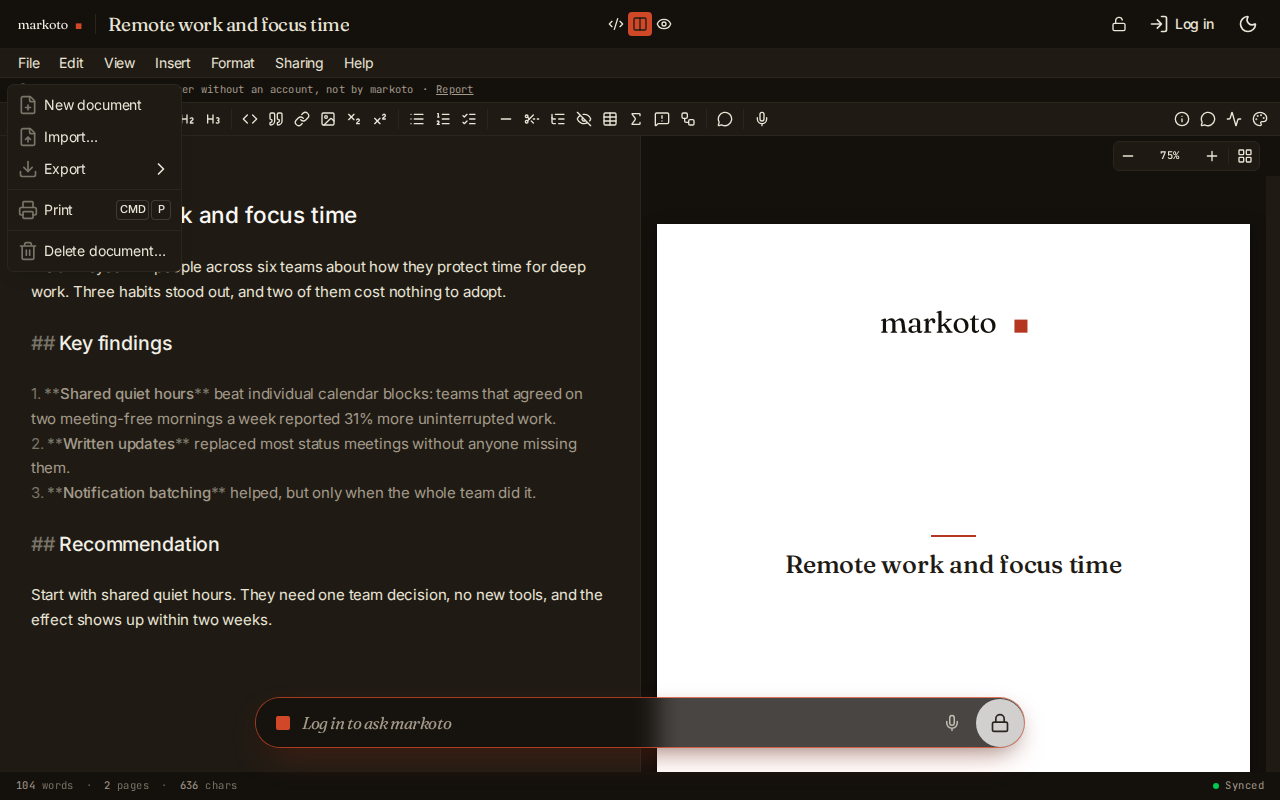 markoto
Remote work and focus time
Log in
File Edit View Insert Format Sharing Help
without an account, not by markoto · Report
New document
Import...
Export
Print CMD P
Delete document...
H2 H3
75%
k and focus time
across six teams about how they protect time for deep
work. Three habits stood out, and two of them cost nothing to adopt.
## Key findings
1. **Shared quiet hours** beat individual calendar blocks: teams that agreed on
two meeting-free mornings a week reported 31% more uninterrupted work.
2. **Written updates** replaced most status meetings without anyone missing
them.
3. **Notification batching** helped, but only when the whole team did it.
## Recommendation
Start with shared quiet hours. They need one team decision, no new tools, and the
effect shows up within two weeks.
markoto
Remote work and focus time
Log in to ask markoto
104 words · 2 pages · 636 chars
Synced